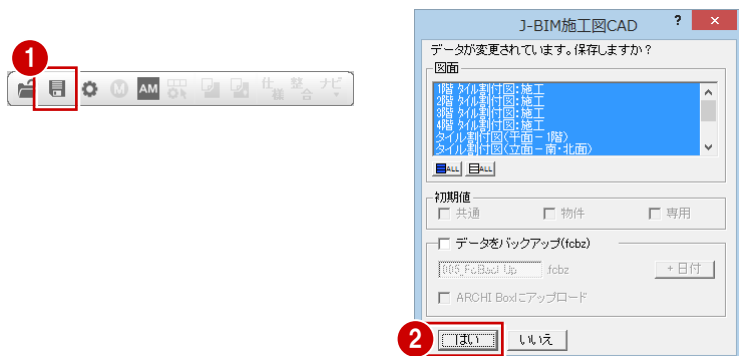 1
AM
仕様
整合
ナビ
J-BIM施工図CAD
?
×
データが変更されています。保存しますか？
図面
1階 タイル割付図:施工
2階 タイル割付図:施工
3階 タイル割付図:施工
4階 タイル割付図:施工
タイル割付図(平面－1階)
タイル割付図(立面－南・北面)
ALL ALL
初期値
共通 物件 専用
データをバックアップ(fcbz)
005_FcBacl Up .fcbz ＋日付
ARCHI Boxにアップロード
2
はい いいえ